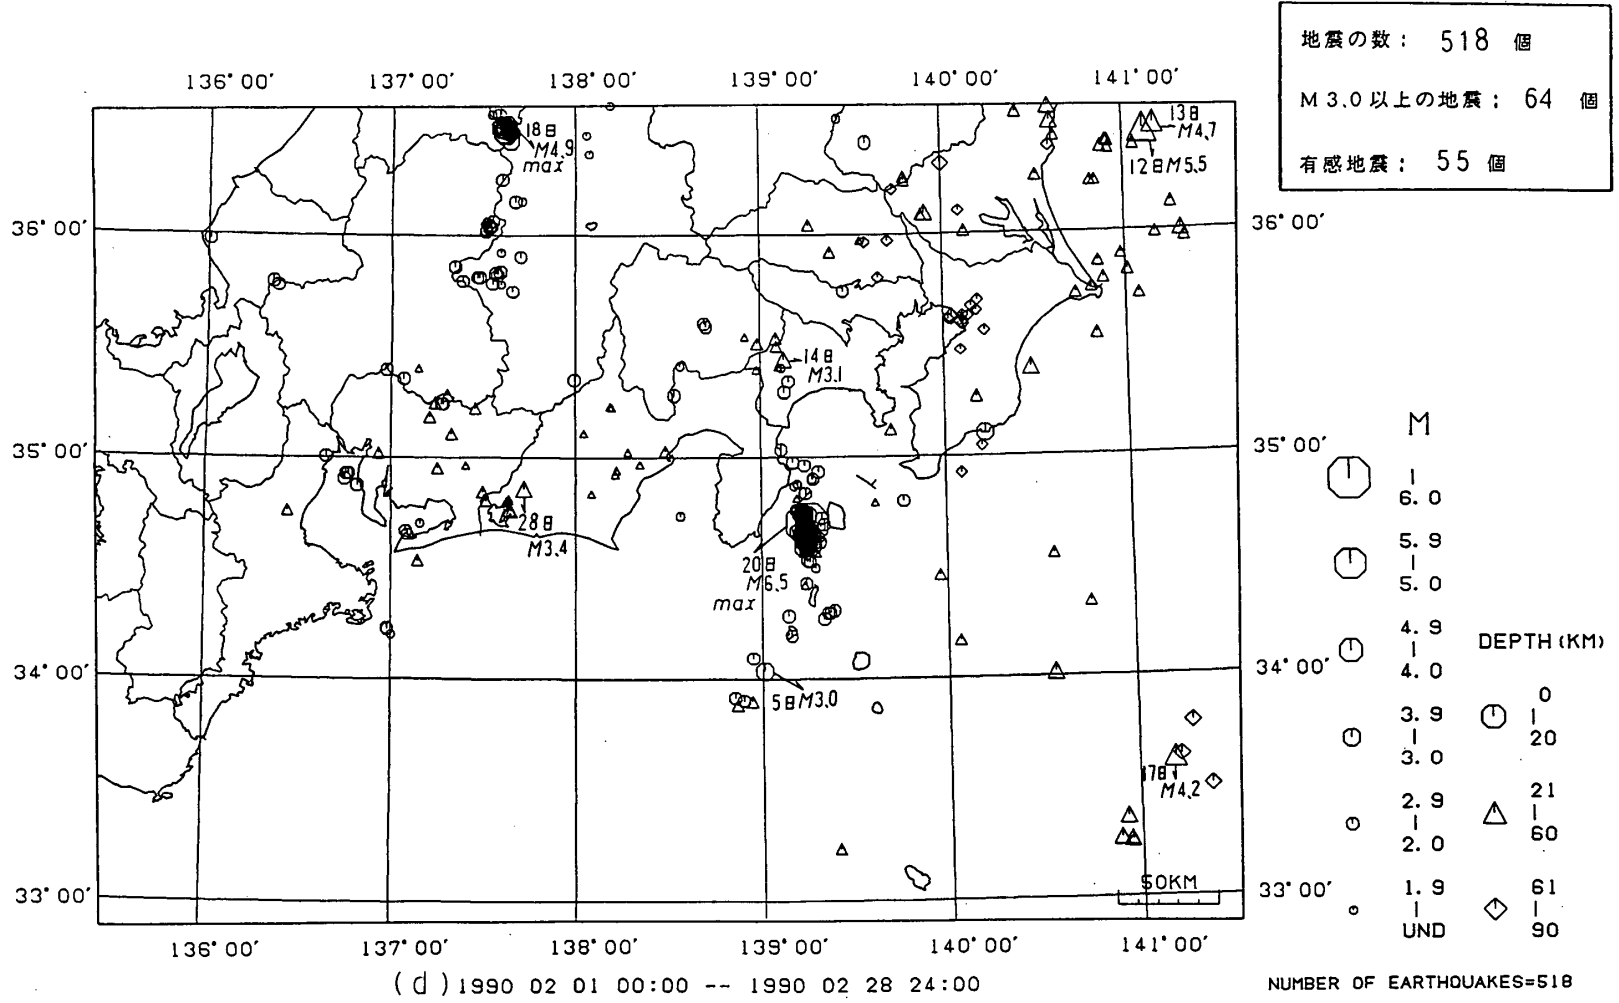 地震の数： 518 個
M3.0以上の地震： 64 個
有感地震： 55 個
136°00′ 137°00′ 138°00′ 139°00′ 140°00′ 141°00′
18日
M4.9
max
13日
M4.7
12日M5.5
36°00′ 36°00′
14日
M3.1
35°00′ 35°00′
28日
M3.4
20日
M6.5
max
34°00′ 34°00′
5日M3.0
17日
M4.2
33°00′ 33°00′
50KM
136°00′ 137°00′ 138°00′ 139°00′ 140°00′ 141°00′
(d) 1990 02 01 00:00 -- 1990 02 28 24:00
M
|
6.0
5.9
|
5.0
4.9
|
4.0
3.9
|
3.0
2.9
|
2.0
1.9
|
UND
DEPTH(KM)
0
|
20
21
|
60
61
|
90
NUMBER OF EARTHQUAKES=518